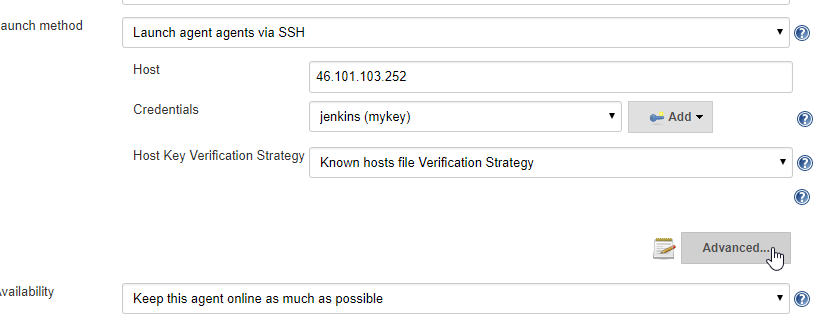 aunch method
Launch agent agents via SSH
Host
46.101.103.252
Credentials
jenkins (mykey)
Add
Host Key Verification Strategy
Known hosts file Verification Strategy
Advanced...
Availability
Keep this agent online as much as possible